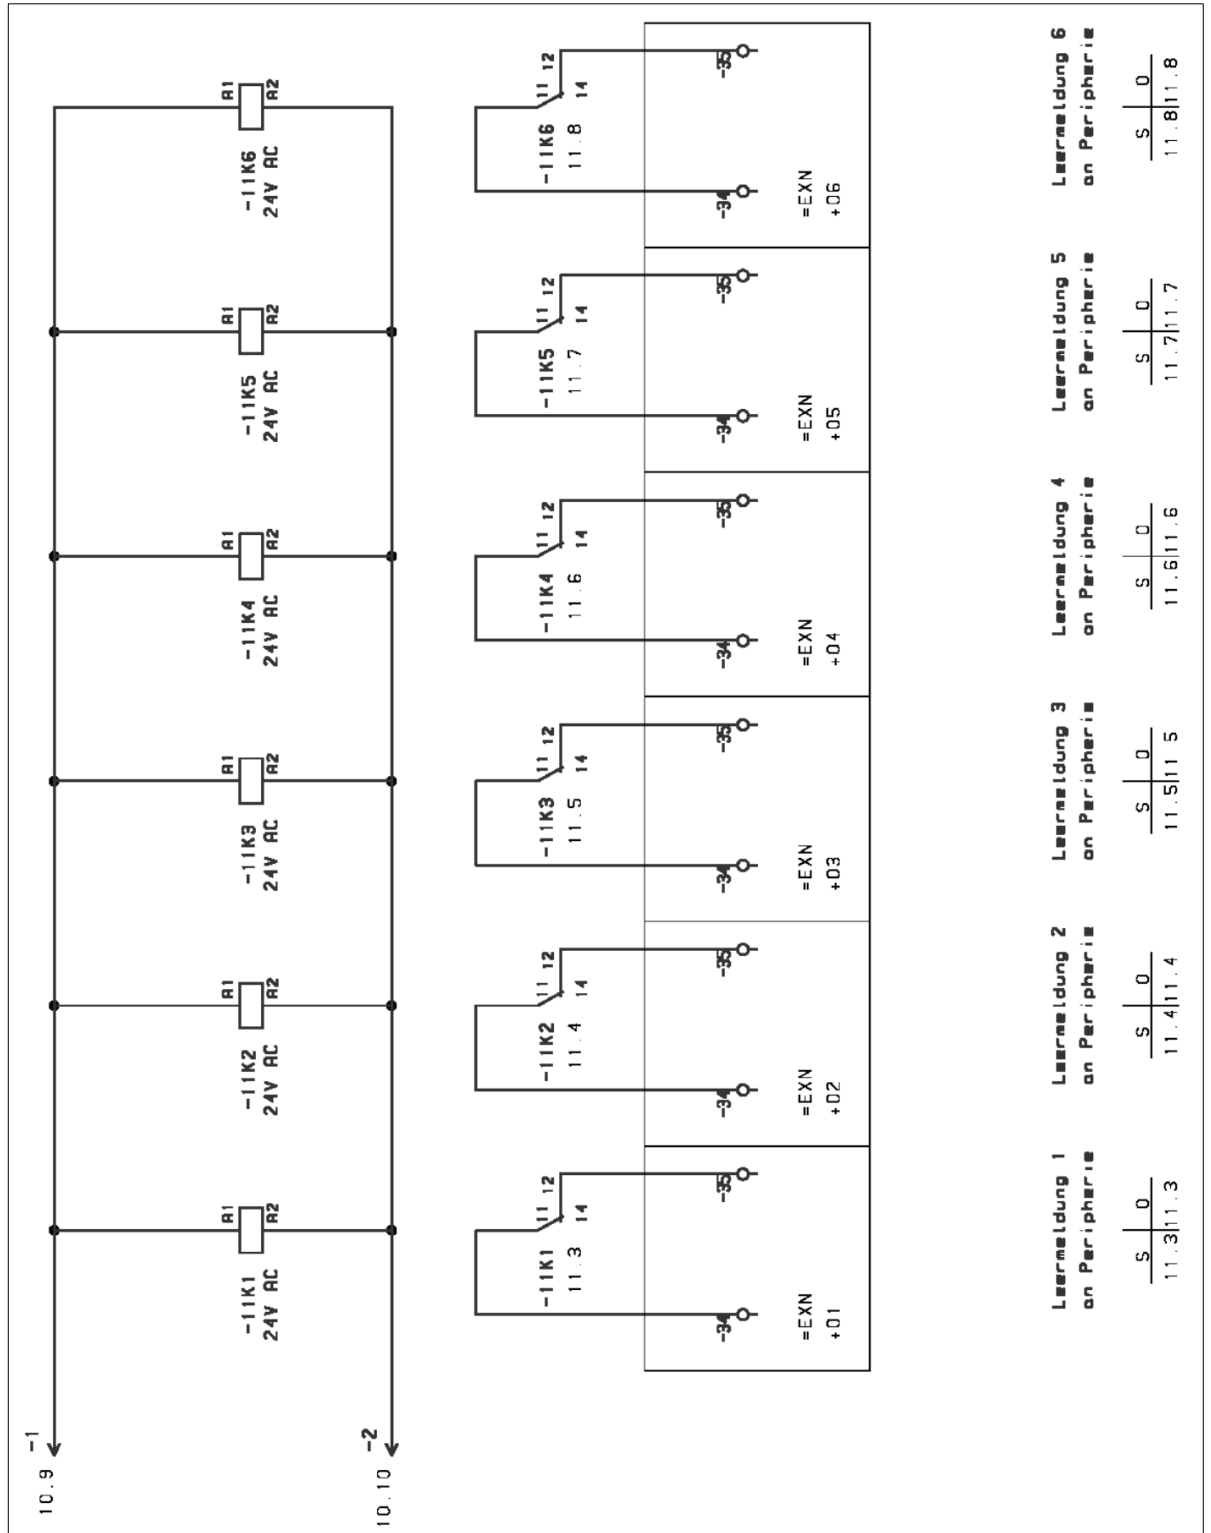 10.9 -1
10.10 -2
-11K1
24V AC
A1
A2
-11K2
24V AC
A1
A2
-11K3
24V AC
A1
A2
-11K4
24V AC
A1
A2
-11K5
24V AC
A1
A2
-11K6
24V AC
A1
A2
-11K1 11 12
11.3 14
-11K2 11 12
11.4 14
-11K3 11 12
11.5 14
-11K4 11 12
11.6 14
-11K5 11 12
11.7 14
-11K6 11 12
11.8 14
-34 -35
=EXN
+01
-34 -35
=EXN
+02
-34 -35
=EXN
+03
-34 -35
=EXN
+04
-34 -35
=EXN
+05
-34 -35
=EXN
+06
Leermeldung 1
an Peripherie
S O
11.3 11.3
Leermeldung 2
an Peripherie
S O
11.4 11.4
Leermeldung 3
an Peripherie
S O
11.5 11 5
Leermeldung 4
an Peripherie
S O
11.6 11.6
Leermeldung 5
an Peripherie
S O
11.7 11.7
Leermeldung 6
an Peripherie
S O
11.8 11.8